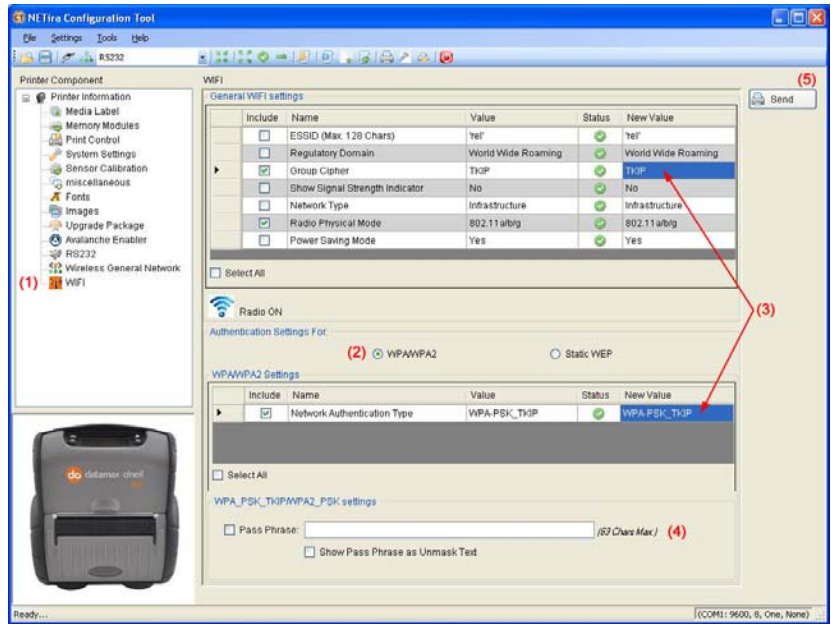 NETira Configuration Tool
File Settings Tools Help
RS232
Printer Component
Printer Information
Media Label
Memory Modules
Print Control
System Settings
Sensor Calibration
miscellaneous
Fonts
Images
Upgrade Package
Avalanche Enabler
RS232
Wireless General Network
(1) WIFI
WIFI
General WIFI settings
Include Name Value Status New Value
ESSID (Max. 128 Chars) 'rel' 'rel'
Regulatory Domain World Wide Roaming World Wide Roaming
Group Cipher TKIP TKIP
Show Signal Strength Indicator No No
Network Type Infrastructure Infrastructure
Radio Physical Mode 802.11a/b/g 802.11a/b/g
Power Saving Mode Yes Yes
Select All
Radio ON
Authentication Settings For:
(2) WPA/WPA2 Static WEP
(3)
WPA/WPA2 Settings
Include Name Value Status New Value
Network Authentication Type WPA-PSK_TKIP WPA-PSK_TKIP
Select All
WPA_PSK_TKIP/WPA2_PSK settings
Pass Phrase: (63 Chars Max.) (4)
Show Pass Phrase as Unmask Text
(5)
Send
do datamax·oneil
Ready...
(COM1: 9600, 8, One, None)